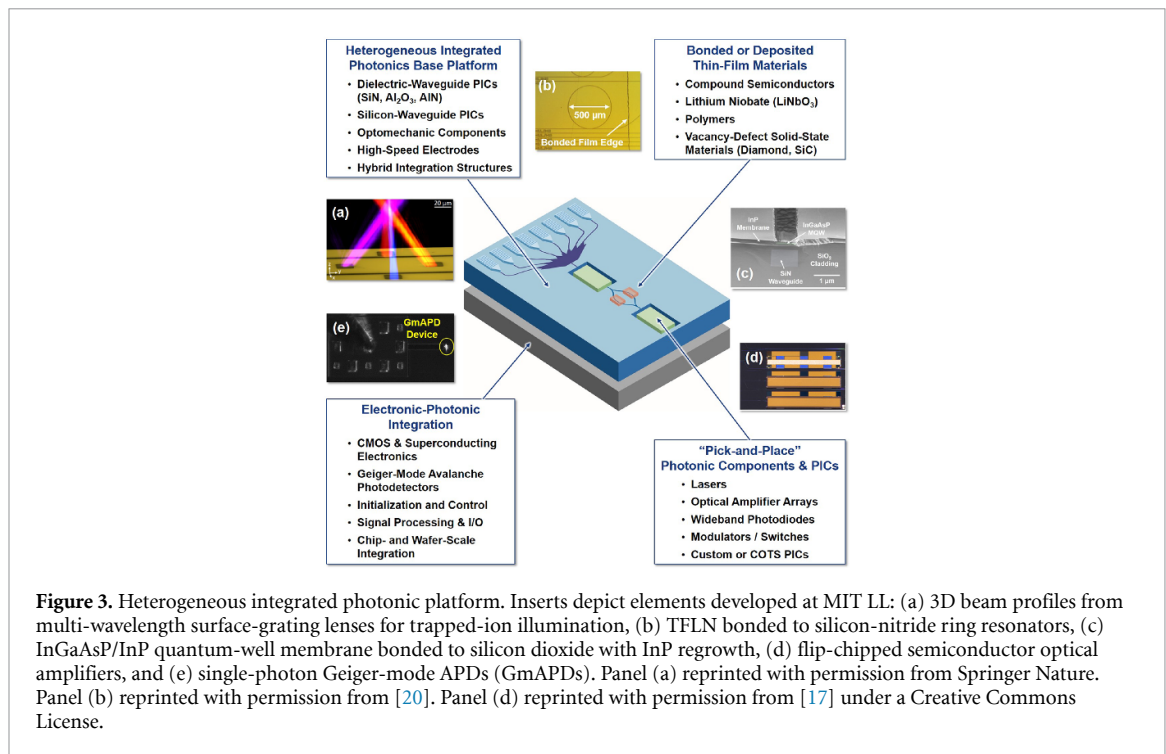 Heterogeneous Integrated
Photonics Base Platform
• Dielectric-Waveguide PICs
(SiN, Al₂O₃, AlN)
• Silicon-Waveguide PICs
• Optomechanic Components
• High-Speed Electrodes
• Hybrid Integration Structures
(b)
500 µm
Bonded Film Edge
Bonded or Deposited
Thin-Film Materials
• Compound Semiconductors
• Lithium Niobate (LiNbO₃)
• Polymers
• Vacancy-Defect Solid-State
Materials (Diamond, SiC)
(a)
20 µm
InP
Membrane
InGaAsP
MQW
SiO₂
Cladding
SiN
Waveguide
1 µm
(c)
(e)
GmAPD
Device
(d)
Electronic-Photonic
Integration
• CMOS & Superconducting
Electronics
• Geiger-Mode Avalanche
Photodetectors
• Initialization and Control
• Signal Processing & I/O
• Chip- and Wafer-Scale
Integration
“Pick-and-Place”
Photonic Components & PICs
• Lasers
• Optical Amplifier Arrays
• Wideband Photodiodes
• Modulators / Switches
• Custom or COTS PICs
Figure 3. Heterogeneous integrated photonic platform. Inserts depict elements developed at MIT LL: (a) 3D beam profiles from
multi-wavelength surface-grating lenses for trapped-ion illumination, (b) TFLN bonded to silicon-nitride ring resonators, (c)
InGaAsP/InP quantum-well membrane bonded to silicon dioxide with InP regrowth, (d) flip-chipped semiconductor optical
amplifiers, and (e) single-photon Geiger-mode APDs (GmAPDs). Panel (a) reprinted with permission from Springer Nature.
Panel (b) reprinted with permission from [20]. Panel (d) reprinted with permission from [17] under a Creative Commons
License.